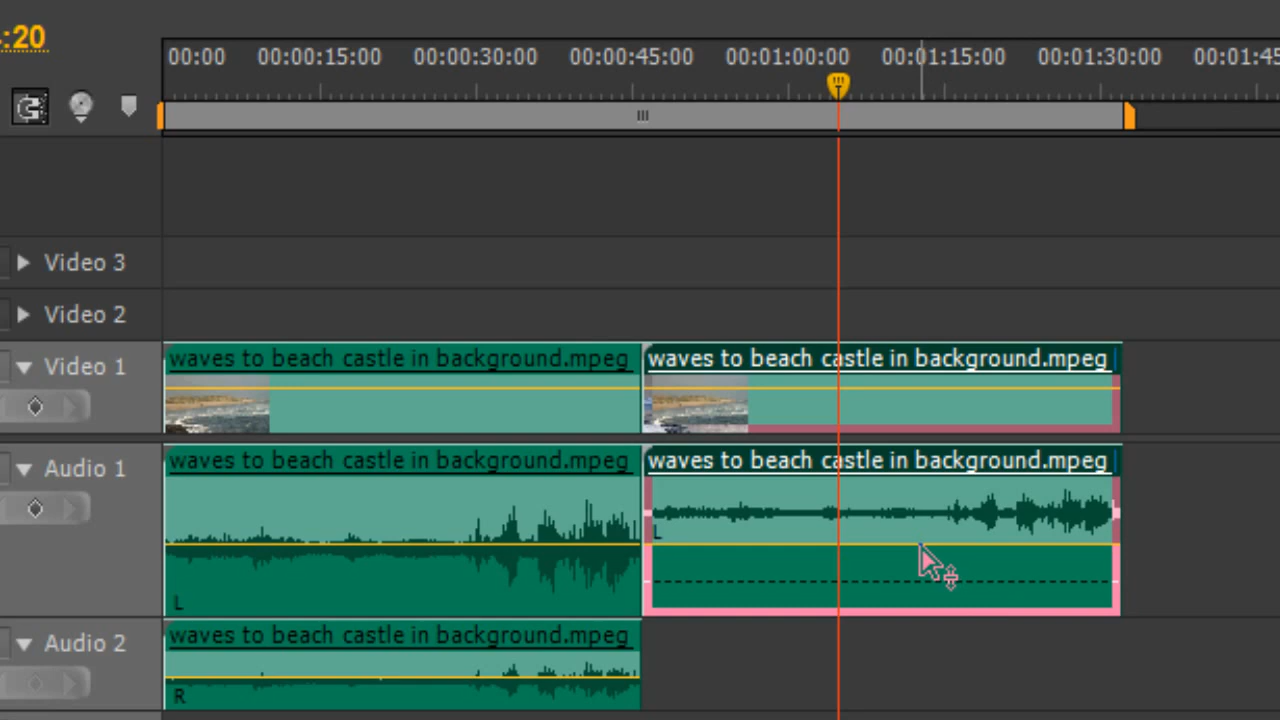 :20
00:00 00:00:15:00 00:00:30:00 00:00:45:00 00:01:00:00 00:01:15:00 00:01:30:00 00:01:45
Video 3
Video 2
Video 1 waves to beach castle in background.mpeg waves to beach castle in background.mpeg
Audio 1 waves to beach castle in background.mpeg waves to beach castle in background.mpeg
L
L
Audio 2 waves to beach castle in background.mpeg
R